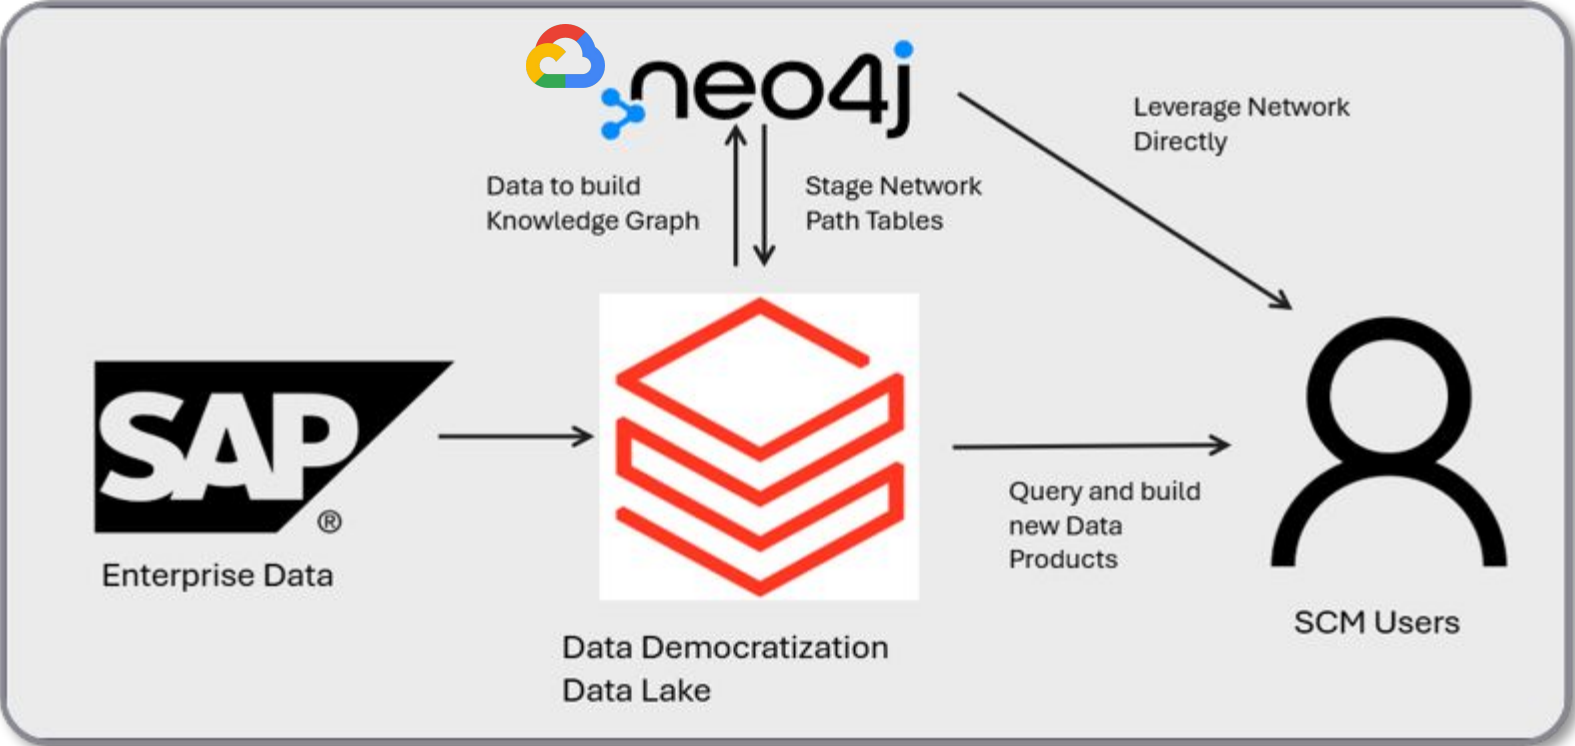 neo4j
Leverage Network
Directly
Data to build
Knowledge Graph
Stage Network
Path Tables
SAP
®
Enterprise Data
Query and build
new Data
Products
SCM Users
Data Democratization
Data Lake